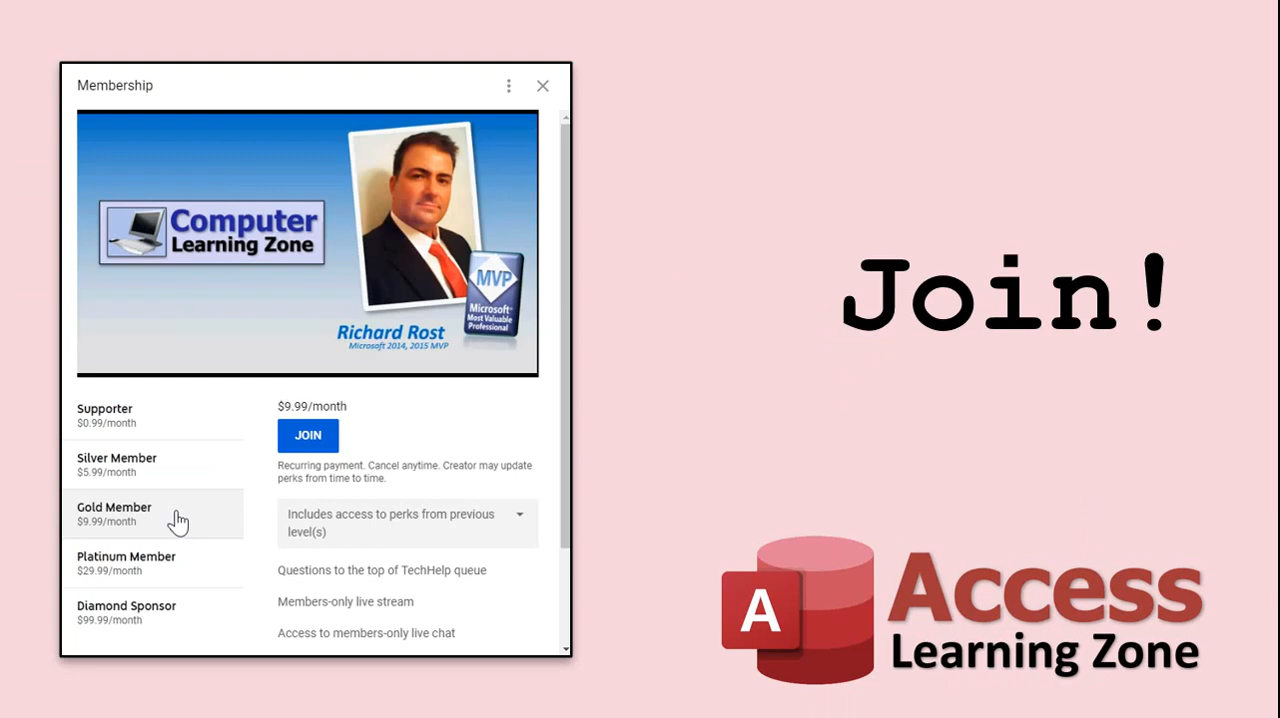 Membership
Computer
Learning Zone
MVP
Microsoft®
Most Valuable
Professional
Richard Rost
Microsoft 2014, 2015 MVP
Supporter
$0.99/month
Silver Member
$5.99/month
Gold Member
$9.99/month
Platinum Member
$29.99/month
Diamond Sponsor
$99.99/month
$9.99/month
JOIN
Recurring payment. Cancel anytime. Creator may update
perks from time to time.
Includes access to perks from previous
level(s)
Questions to the top of TechHelp queue
Members-only live stream
Access to members-only live chat
Join!
A
Access
Learning Zone